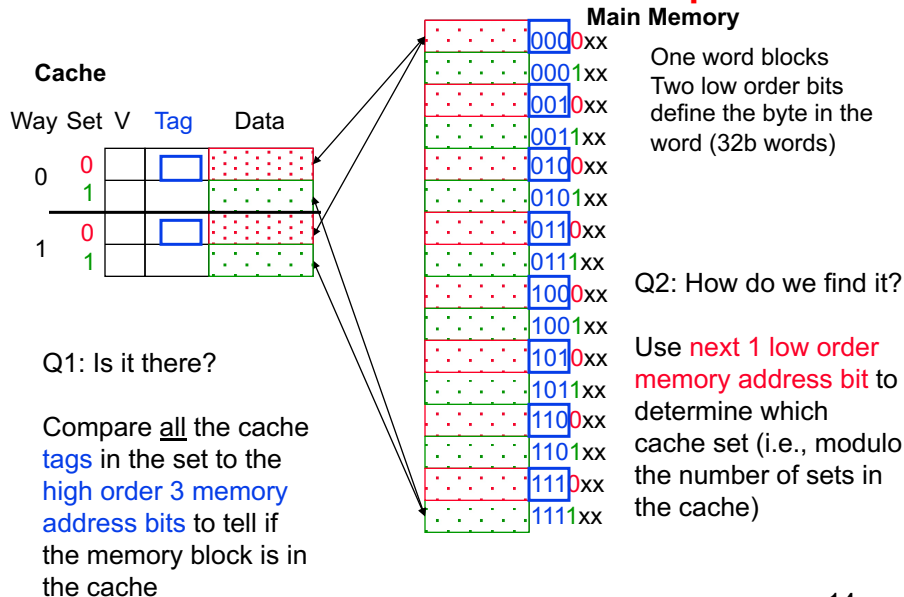 Main Memory
Cache
Way Set V Tag Data
0 0
1
1 0
1
0000xx
0001xx
0010xx
0011xx
0100xx
0101xx
0110xx
0111xx
1000xx
1001xx
1010xx
1011xx
1100xx
1101xx
1110xx
1111xx
One word blocks
Two low order bits
define the byte in the
word (32b words)
Q1: Is it there?
Compare all the cache
tags in the set to the
high order 3 memory
address bits to tell if
the memory block is in
the cache
Q2: How do we find it?
Use next 1 low order
memory address bit to
determine which
cache set (i.e., modulo
the number of sets in
the cache)